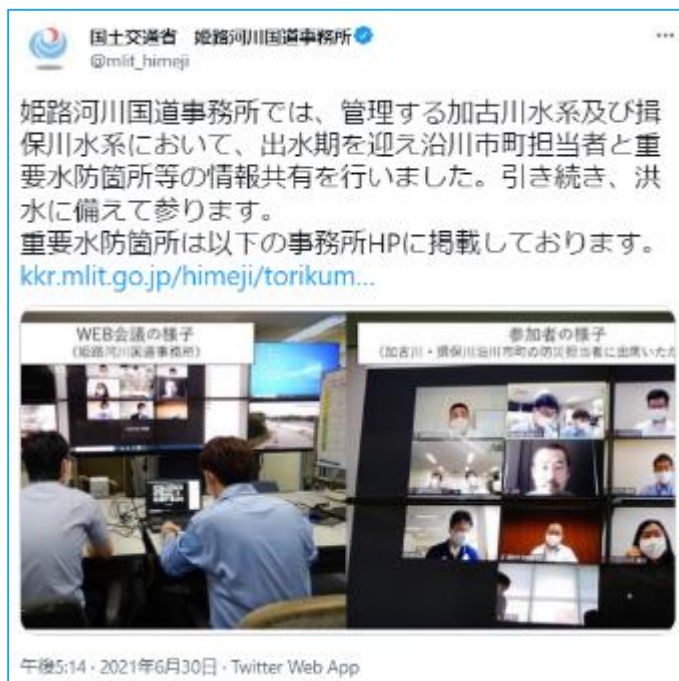 国土交通省　姫路河川国道事務所
@mlit_himeji
姫路河川国道事務所では、管理する加古川水系及び揖
保川水系において、出水期を迎え沿川市町担当者と重
要水防箇所等の情報共有を行いました。引き続き、洪
水に備えて参ります。
重要水防箇所は以下の事務所HPに掲載しております。
kkr.mlit.go.jp/himeji/torikum...
WEB会議の様子
(姫路河川国道事務所)
参加者の様子
(加古川・揖保川沿川市町の防災担当者に出席いただ
午後5:14 · 2021年6月30日 · Twitter Web App